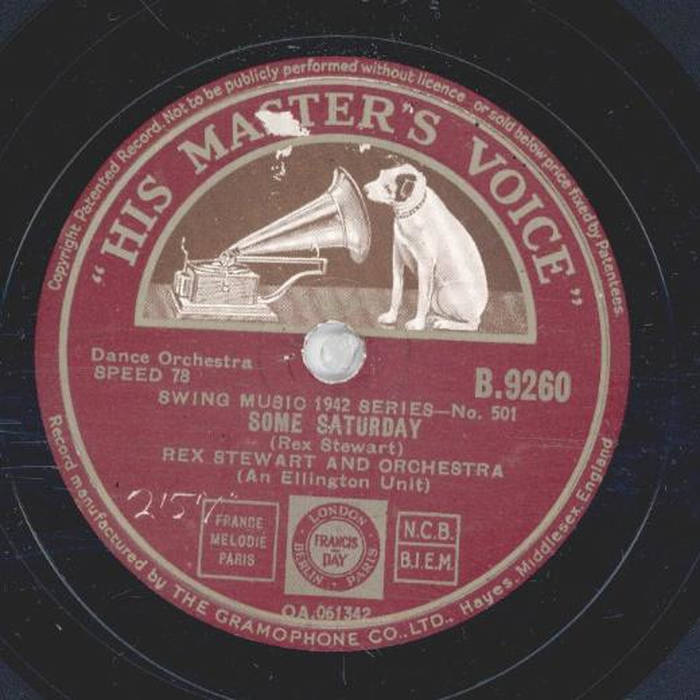 Copyright Patented Record. Not to be publicly performed without licence or sold below price fixed by Patentees.
"HIS MASTER'S VOICE"
Dance Orchestra
SPEED 78
B.9260
SWING MUSIC 1942 SERIES—No. 501
SOME SATURDAY
(Rex Stewart)
REX STEWART AND ORCHESTRA
(An Ellington Unit)
FRANCE
MELODIE
PARIS
LONDON
FRANCIS
DAY
BERLIN + PARIS
N.C.B.
B.I.E.M.
OA.061342
Record manufactured by THE GRAMOPHONE CO., LTD., Hayes, Middlesex, England